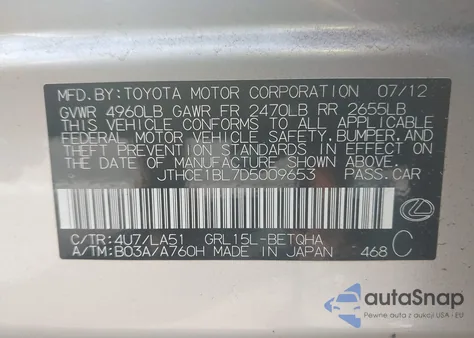 MFD.BY:TOYOTA MOTOR CORPORATION 07/12
GVWR 4960LB GAWR FR 2470LB RR 2655LB
THIS VEHICLE CONFORMS TO ALL APPLICABLE
FEDERAL MOTOR VEHICLE SAFETY,BUMPER,AND
THEFT PREVENTION STANDARDS IN EFFECT ON
THE DATE OF MANUFACTURE SHOWN ABOVE.
JTHCE1BL7D5009653 PASS.CAR
C/TR:4U7/LA51 GRL15L-BETQHA
A/TM:B03A/A760H MADE IN JAPAN 468 C
autoSnap
Pewne auta z portali aukcyjnych USA - EU